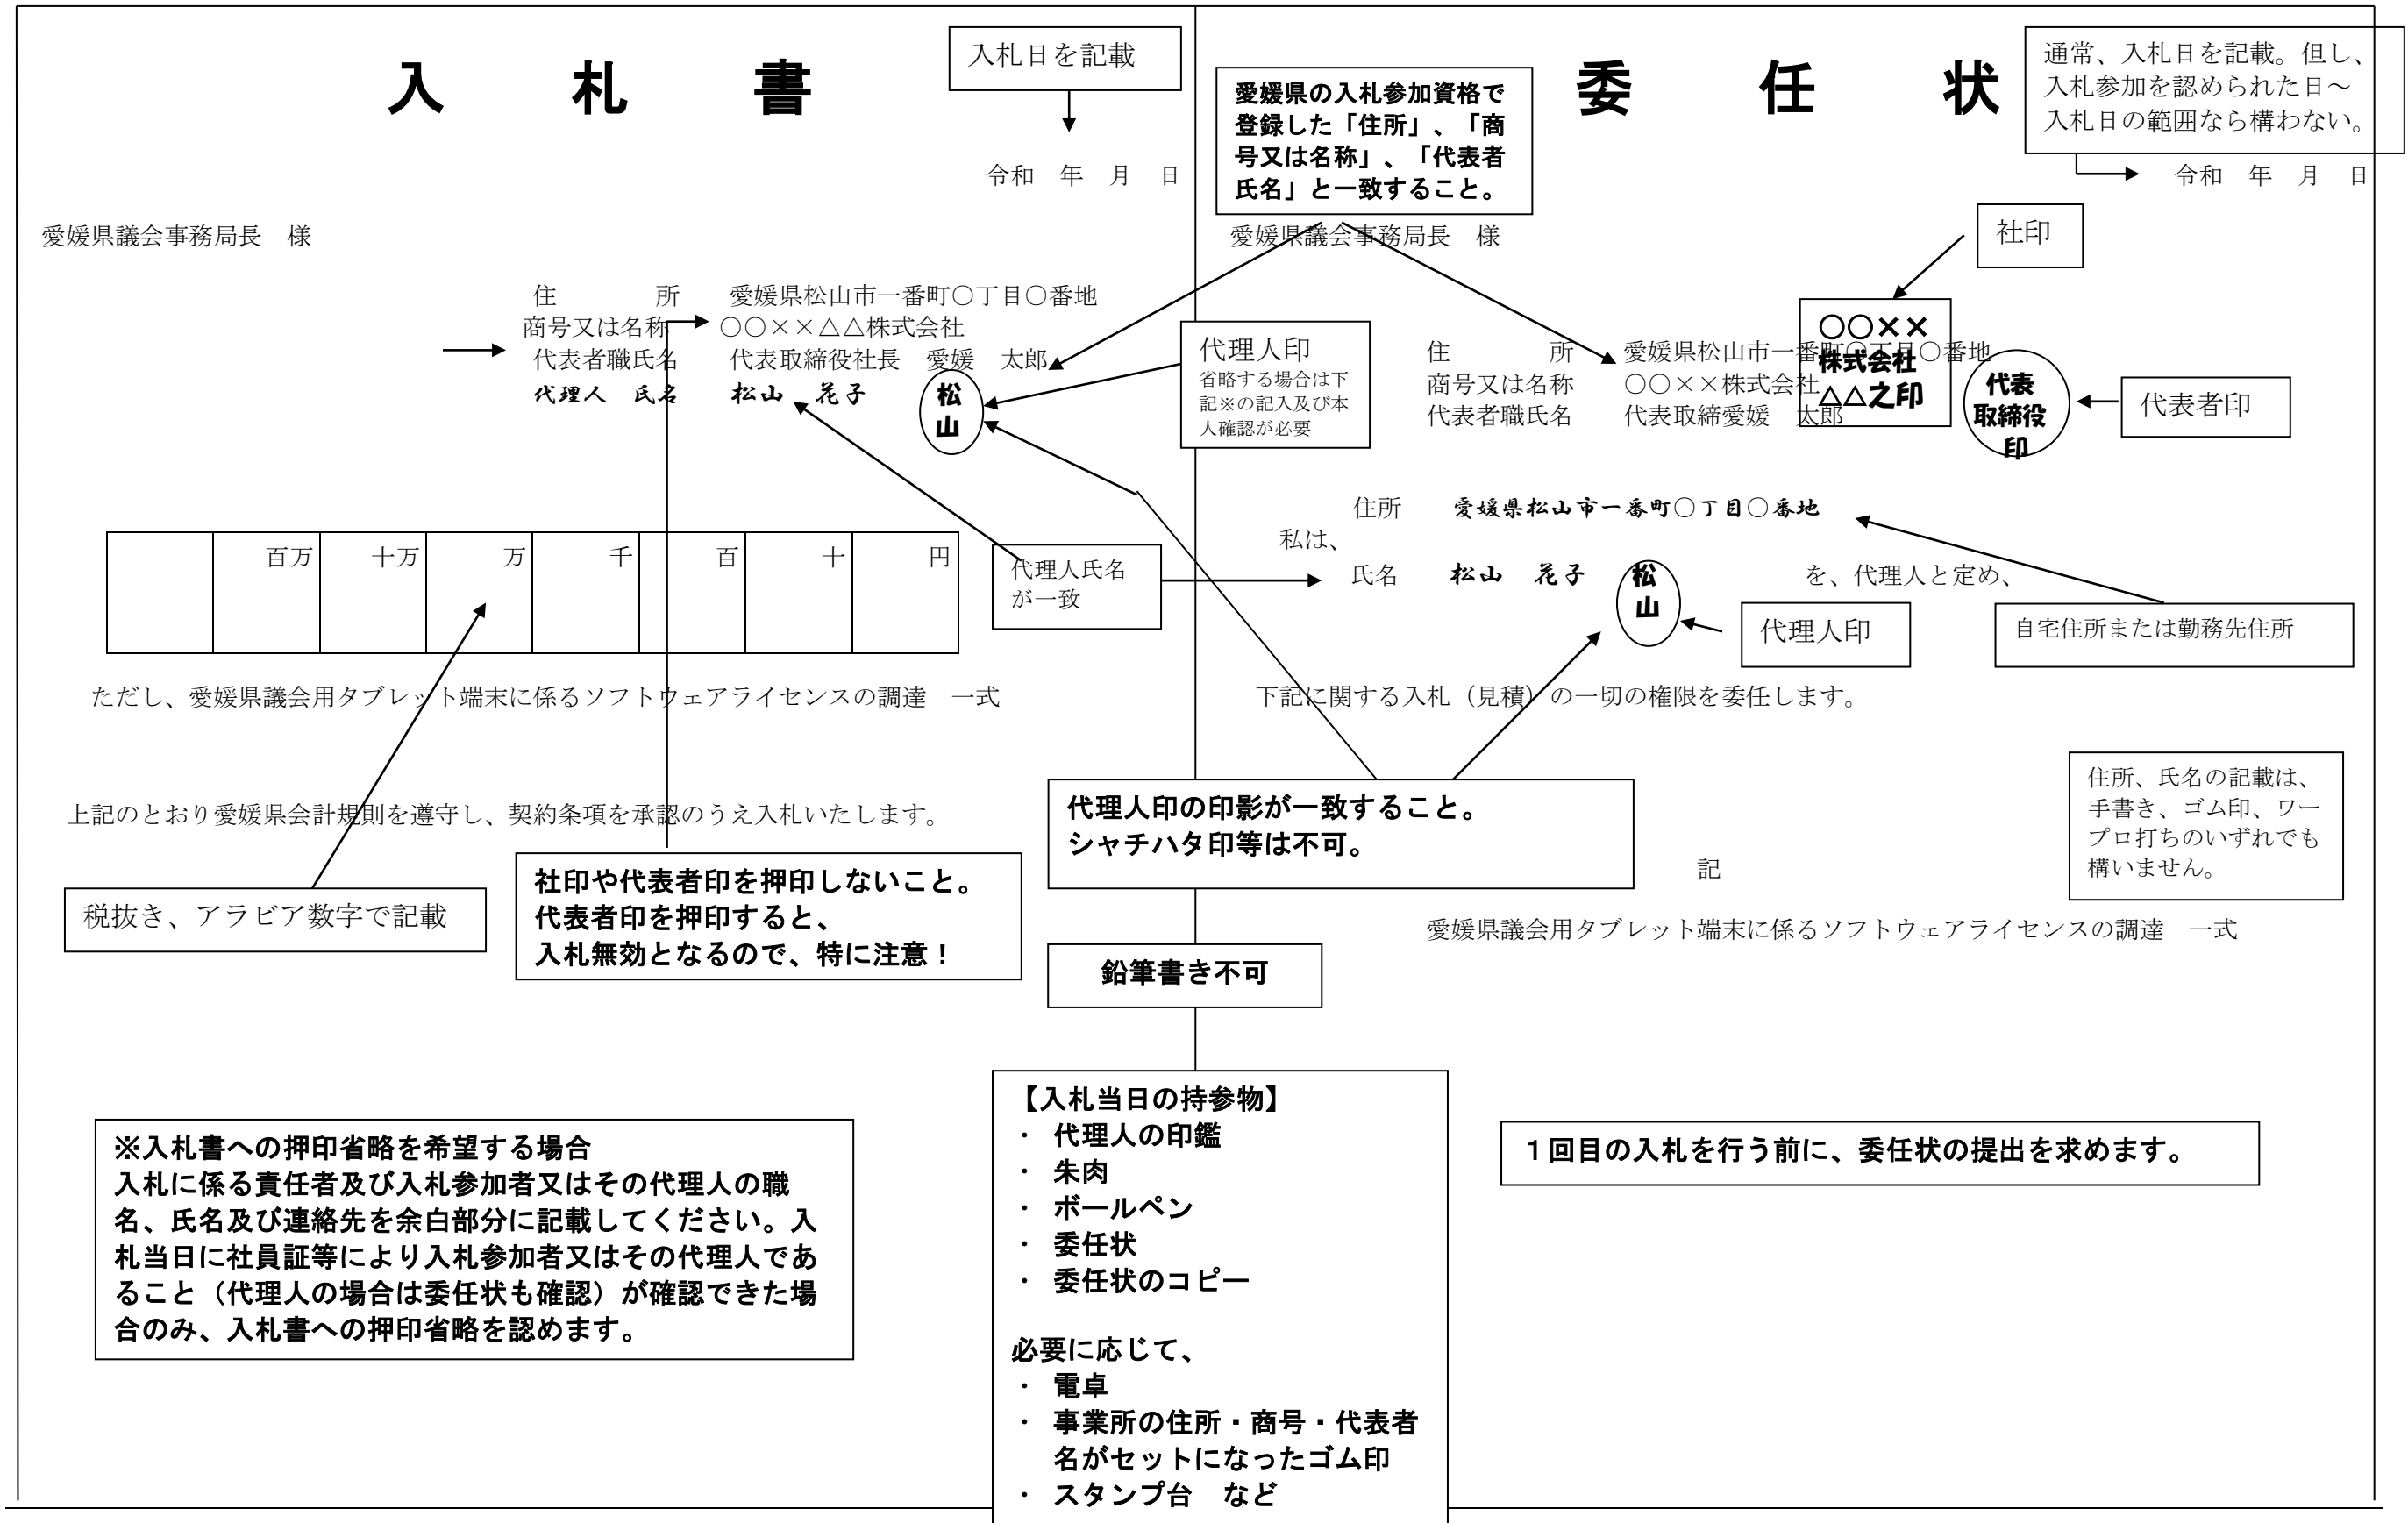 入　札　書
入札日を記載
令和　年　月　日
愛媛県議会事務局長　様
住　　　　所　　愛媛県松山市一番町○丁目○番地
商号又は名称　　○○××△△株式会社
代表者職氏名　　代表取締役社長　愛媛　太郎
代理人　氏名　　松山　花子
松
山
代理人印
省略する場合は下
記※の記入及び本
人確認が必要
百万　十万　万　千　百　十　円
代理人氏名
が一致
ただし、愛媛県議会用タブレット端末に係るソフトウェアライセンスの調達　一式
上記のとおり愛媛県会計規則を遵守し、契約条項を承認のうえ入札いたします。
税抜き、アラビア数字で記載
社印や代表者印を押印しないこと。
代表者印を押印すると、
入札無効となるので、特に注意！
※入札書への押印省略を希望する場合
入札に係る責任者及び入札参加者又はその代理人の職
名、氏名及び連絡先を余白部分に記載してください。入
札当日に社員証等により入札参加者又はその代理人であ
ること（代理人の場合は委任状も確認）が確認できた場
合のみ、入札書への押印省略を認めます。
委　任　状
愛媛県の入札参加資格で
登録した「住所」、「商
号又は名称」、「代表者
氏名」と一致すること。
通常、入札日を記載。但し、
入札参加を認められた日～
入札日の範囲なら構わない。
令和　年　月　日
愛媛県議会事務局長　様
社印
住　　　　所　　愛媛県松山市一番町○丁目○番地
商号又は名称　　○○××株式会社
代表者職氏名　　代表取締愛媛　太郎
○○××
株式会社
△△之印
代表
取締役
印
代表者印
住所　　愛媛県松山市一番町○丁目○番地
私は、
氏名　　松山　花子　　　を、代理人と定め、
松
山
代理人印
自宅住所または勤務先住所
下記に関する入札（見積）の一切の権限を委任します。
代理人印の印影が一致すること。
シャチハタ印等は不可。
住所、氏名の記載は、
手書き、ゴム印、ワー
プロ打ちのいずれでも
構いません。
記
愛媛県議会用タブレット端末に係るソフトウェアライセンスの調達　一式
鉛筆書き不可
【入札当日の持参物】
・ 代理人の印鑑
・ 朱肉
・ ボールペン
・ 委任状
・ 委任状のコピー
必要に応じて、
・ 電卓
・ 事業所の住所・商号・代表者
名がセットになったゴム印
・ スタンプ台　など
１回目の入札を行う前に、委任状の提出を求めます。